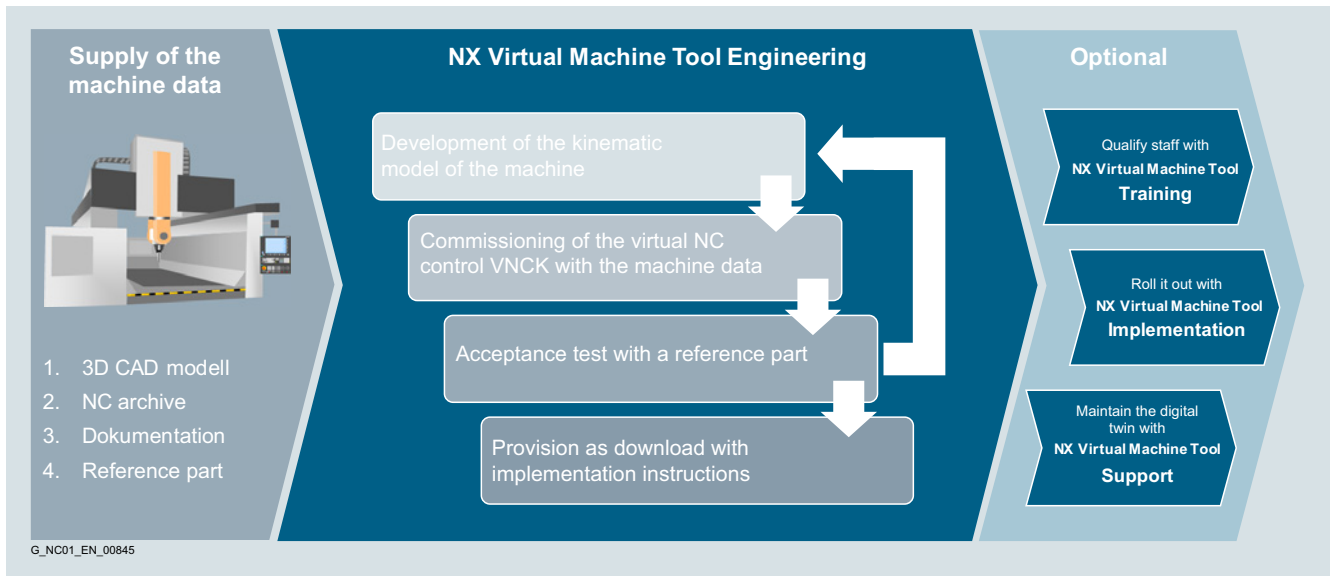 Supply of the
machine data
1. 3D CAD modell
2. NC archive
3. Dokumentation
4. Reference part
NX Virtual Machine Tool Engineering
Development of the kinematic
model of the machine
Commissioning of the virtual NC
control VNCK with the machine data
Acceptance test with a reference part
Provision as download with
implementation instructions
Optional
Qualify staff with
NX Virtual Machine Tool
Training
Roll it out with
NX Virtual Machine Tool
Implementation
Maintain the digital
twin with
NX Virtual Machine Tool
Support
G_NC01_EN_00845